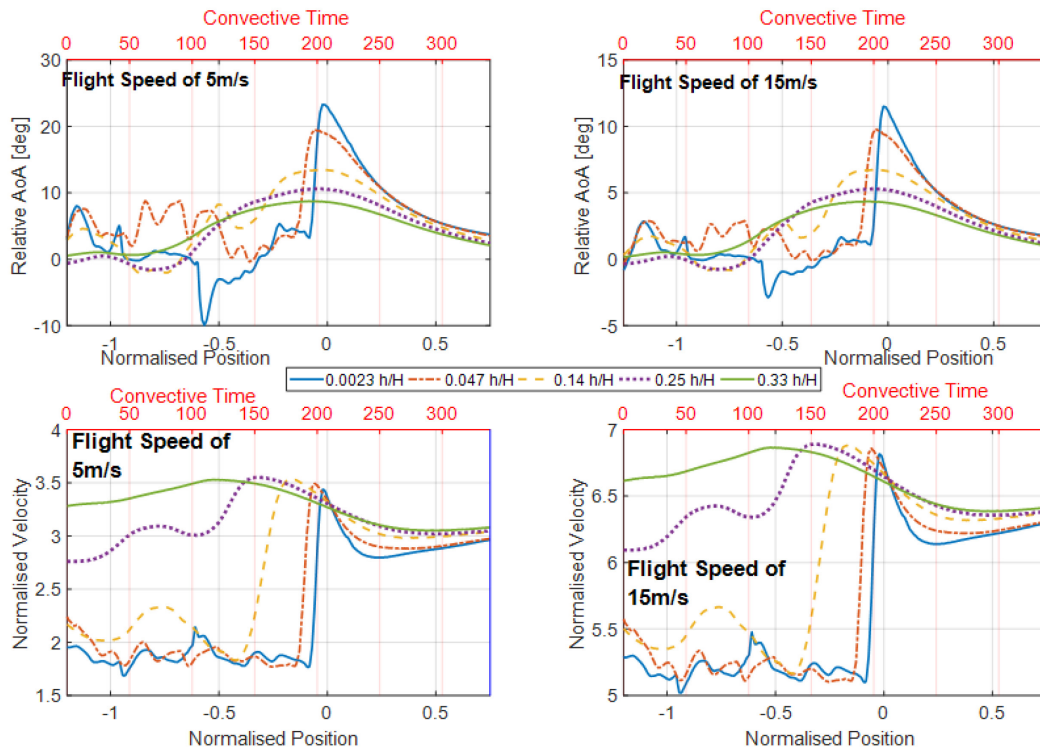 Convective Time
0 50 100 150 200 250 300
30
20
10
0
-10
Relative AoA [deg]
Flight Speed of 5m/s
-1 -0.5 0 0.5
Normalised Position
Convective Time
0 50 100 150 200 250 300
15
10
5
0
-5
Relative AoA [deg]
Flight Speed of 15m/s
-1 -0.5 0 0.5
Normalised Position
0.0023 h/H 0.047 h/H 0.14 h/H 0.25 h/H 0.33 h/H
Convective Time
0 50 100 150 200 250 300
4
3.5
3
2.5
2
1.5
Normalised Velocity
Flight Speed of
5m/s
-1 -0.5 0 0.5
Normalised Position
Convective Time
0 50 100 150 200 250 300
7
6.5
6
5.5
5
Normalised Velocity
Flight Speed of
15m/s
-1 -0.5 0 0.5
Normalised Position